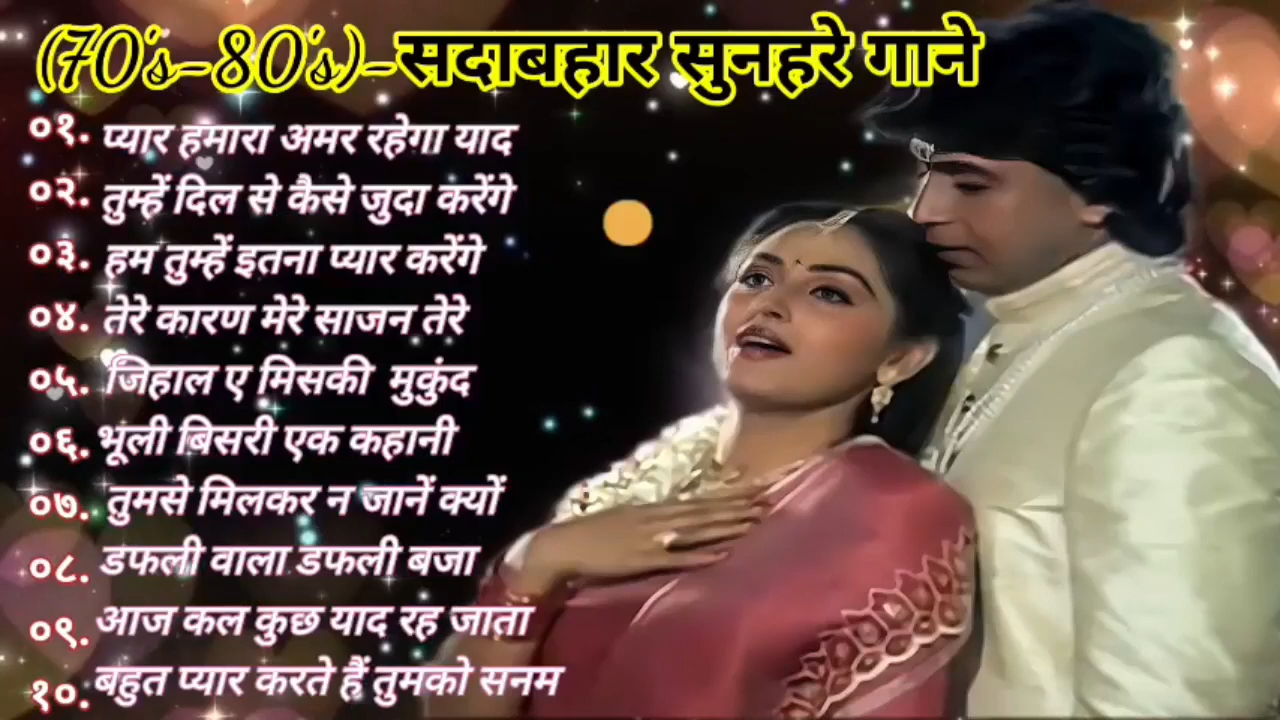 (70's-80's)-सदाबहार सुनहरे गाने
०१. प्यार हमारा अमर रहेगा याद
०२. तुम्हें दिल से कैसे जुदा करेंगे
०३. हम तुम्हें इतना प्यार करेंगे
०४. तेरे कारण मेरे साजन तेरे
०५. जिहाल ए मिसकी मुकुंद
०६. भूली बिसरी एक कहानी
०७. तुमसे मिलकर न जानें क्यों
०८. डफली वाला डफली बजा
०९. आज कल कुछ याद रह जाता
१०. बहुत प्यार करते हैं तुमको सनम